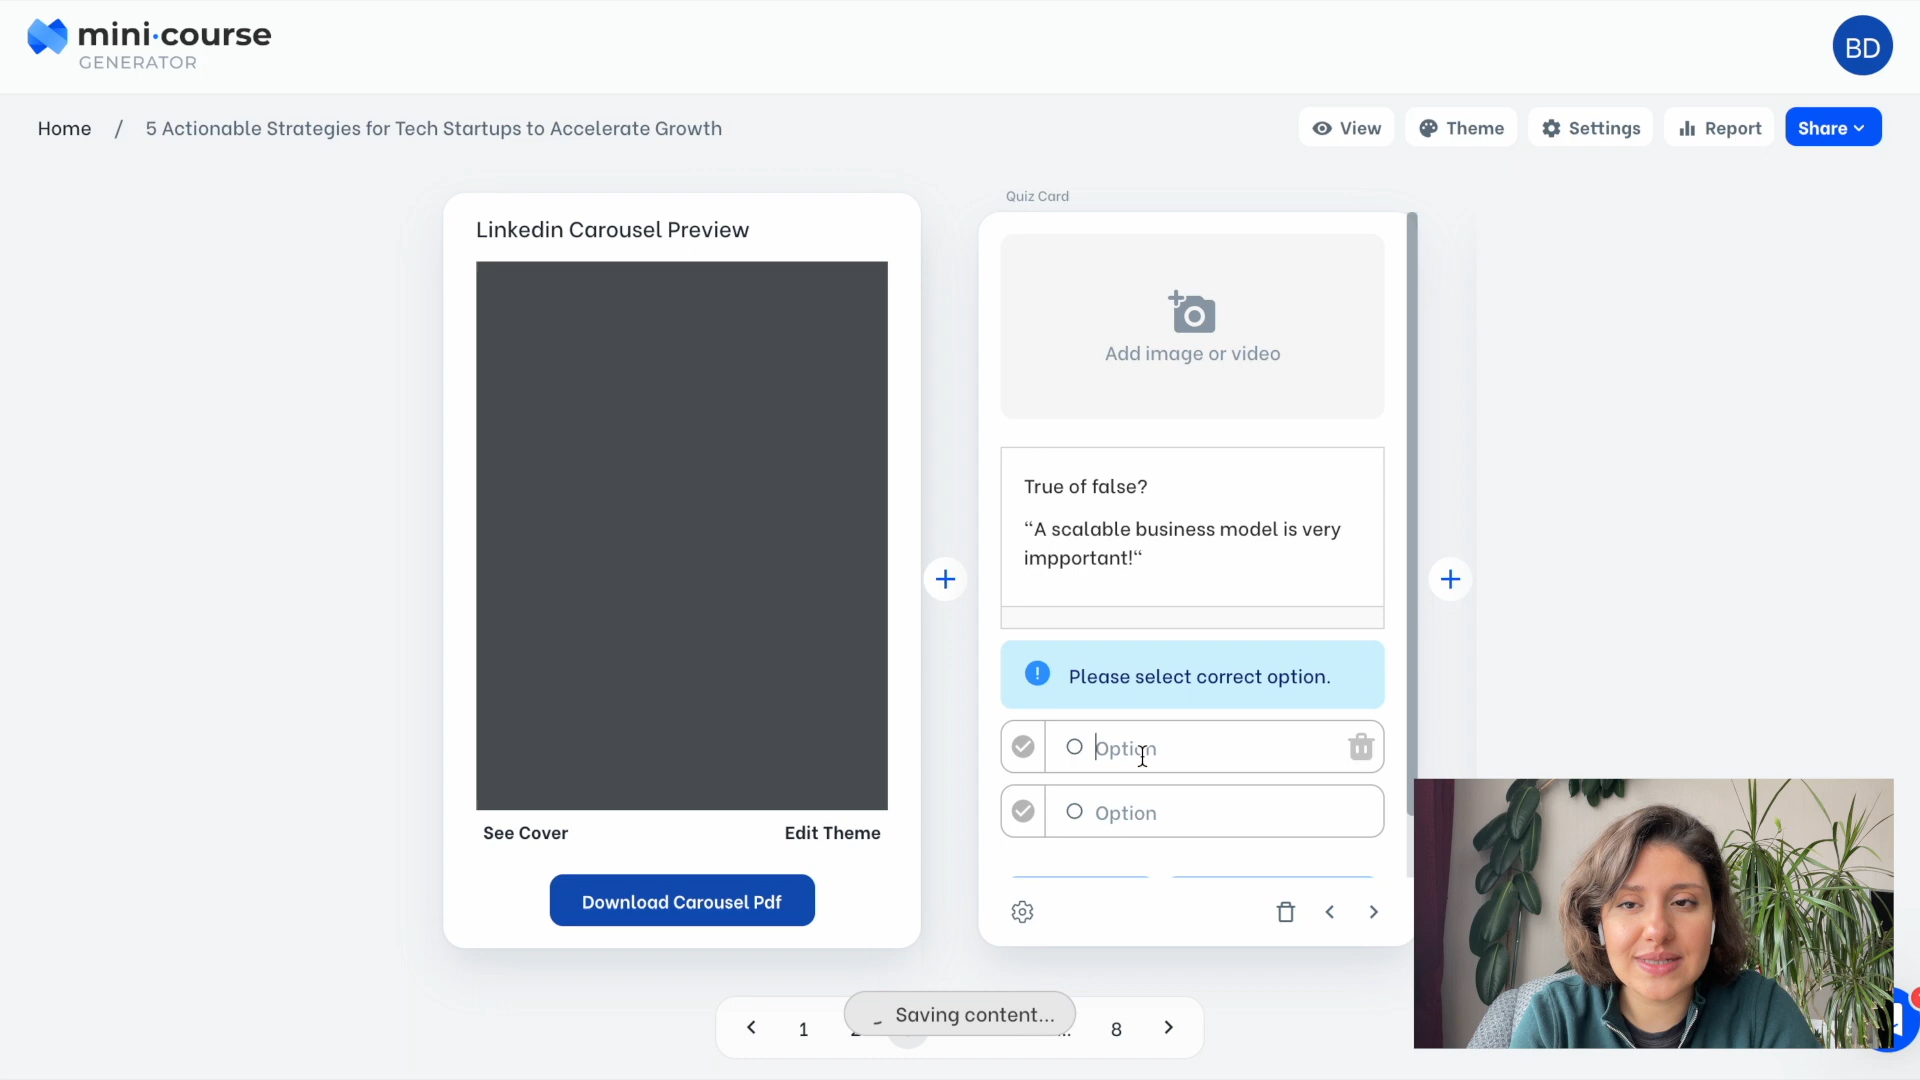 mini·course
GENERATOR
BD
Home / 5 Actionable Strategies for Tech Startups to Accelerate Growth
View
Theme
Settings
Report
Share
Linkedin Carousel Preview
See Cover
Edit Theme
Download Carousel Pdf
Quiz Card
Add image or video
True of false?
“A scalable business model is very
impportant!“
Please select correct option.
Option
Option
Saving content...
1
8